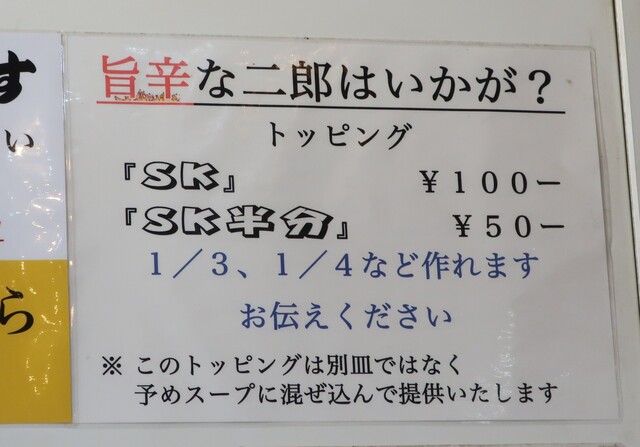 す
い
ら
旨辛な二郎はいかが？
トッピング
『SK』 ￥１００ー
『SK半分』 ￥５０ー
１／３、１／４など作れます
お伝えください
※ このトッピングは別皿ではなく
予めスープに混ぜ込んで提供いたします